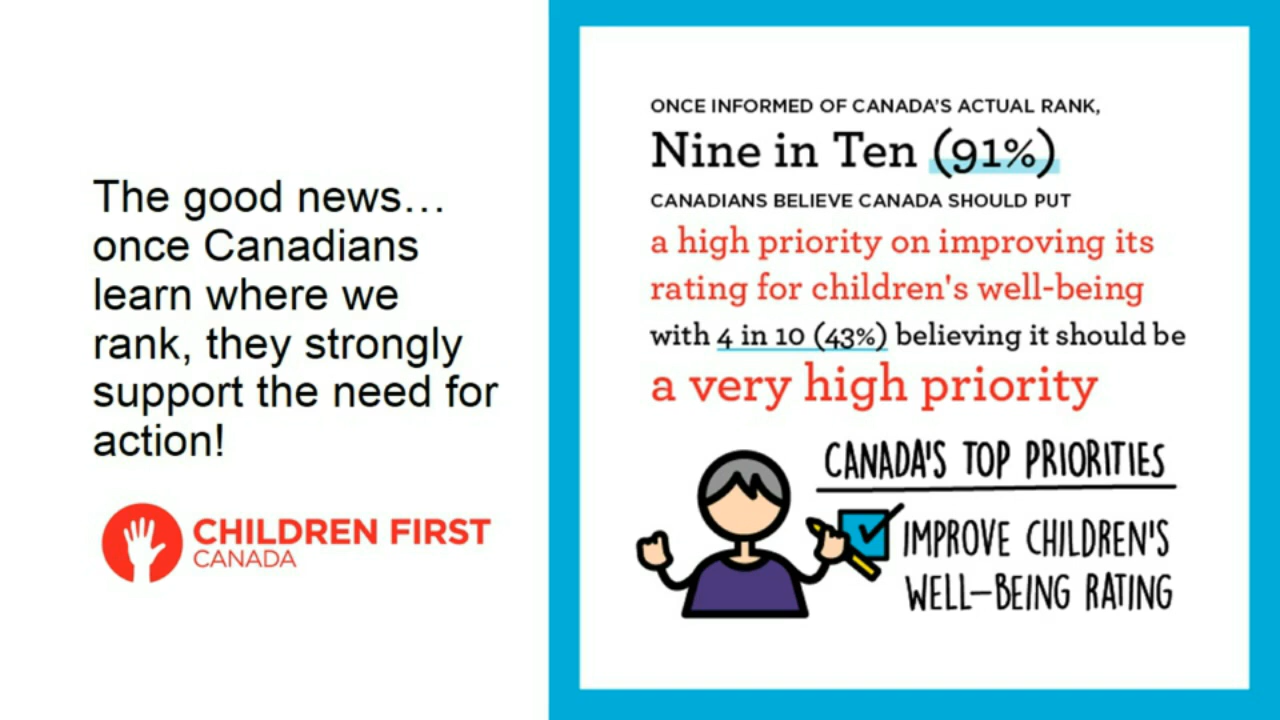 The good news…
once Canadians
learn where we
rank, they strongly
support the need for
action!
CHILDREN FIRST
CANADA
ONCE INFORMED OF CANADA'S ACTUAL RANK,
Nine in Ten (91%)
CANADIANS BELIEVE CANADA SHOULD PUT
a high priority on improving its
rating for children's well-being
with 4 in 10 (43%) believing it should be
a very high priority
CANADA'S TOP PRIORITIES
IMPROVE CHILDREN'S
WELL-BEING RATING